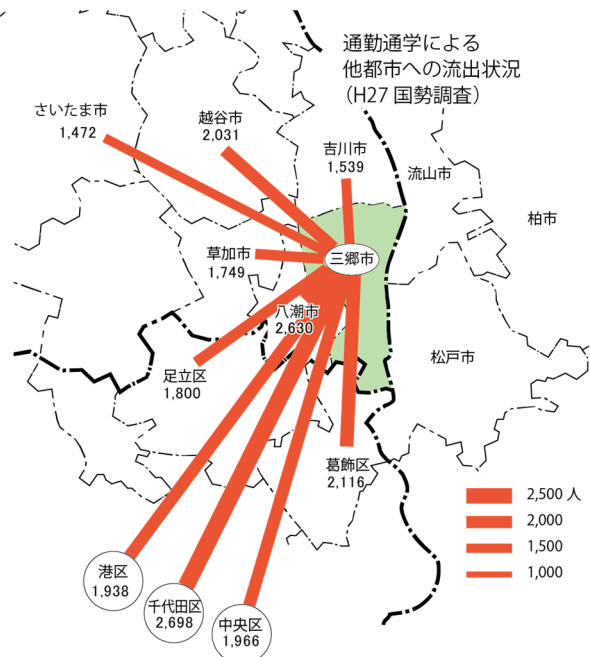 通勤通学による
他都市への流出状況
（H27 国勢調査）
さいたま市
1,472
越谷市
2,031
吉川市
1,539
流山市
柏市
草加市
1,749
三郷市
八潮市
2,630
足立区
1,800
松戸市
葛飾区
2,116
2,500 人
2,000
1,500
1,000
港区
1,938
千代田区
2,698
中央区
1,966